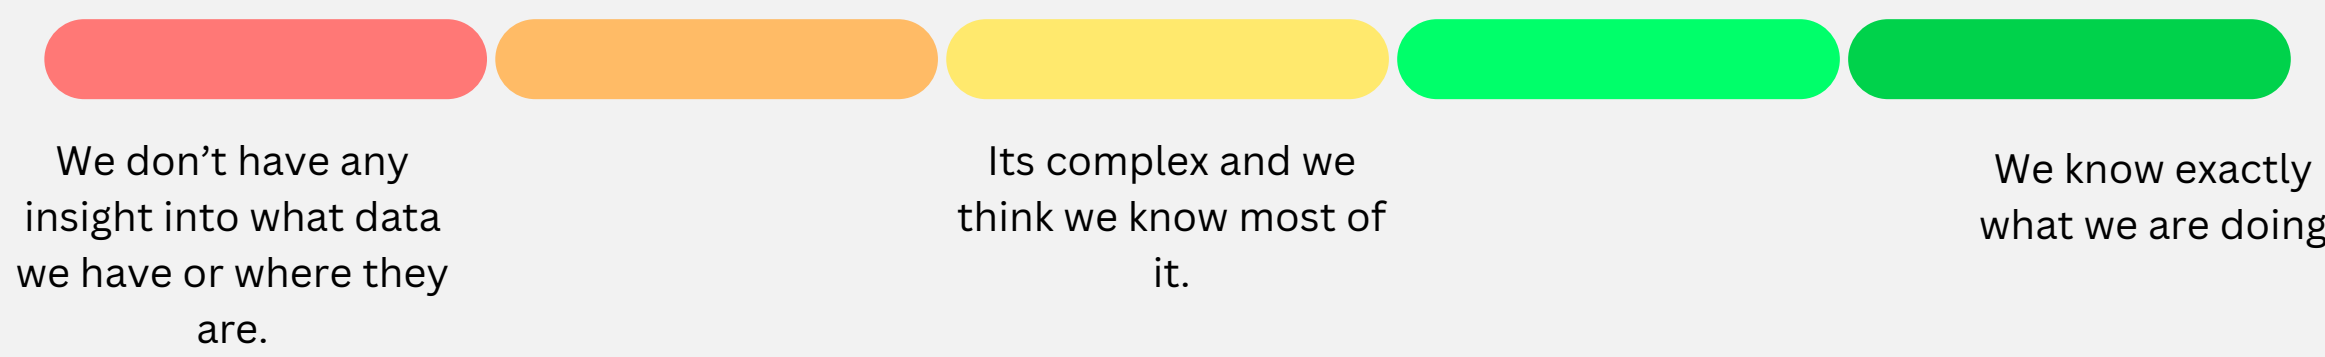 We don’t have any
insight into what data
we have or where they
are.
Its complex and we
think we know most of
it.
We know exactly
what we are doing